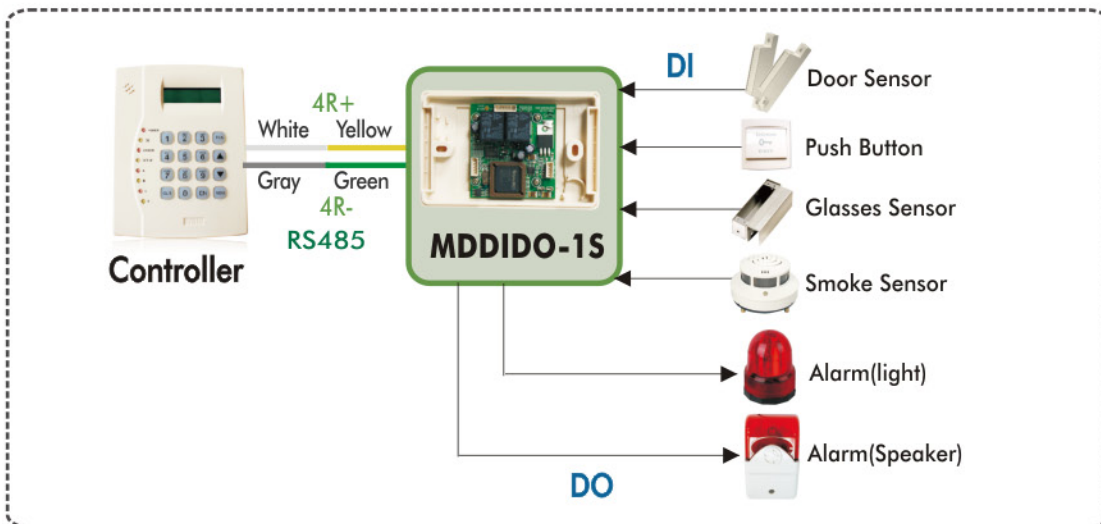 DI
Door Sensor
4R+
White Yellow
Push Button
Gray Green
4R-
RS485
Glasses Sensor
MDDIDO-1S
Controller
Smoke Sensor
Alarm(light)
Alarm(Speaker)
DO